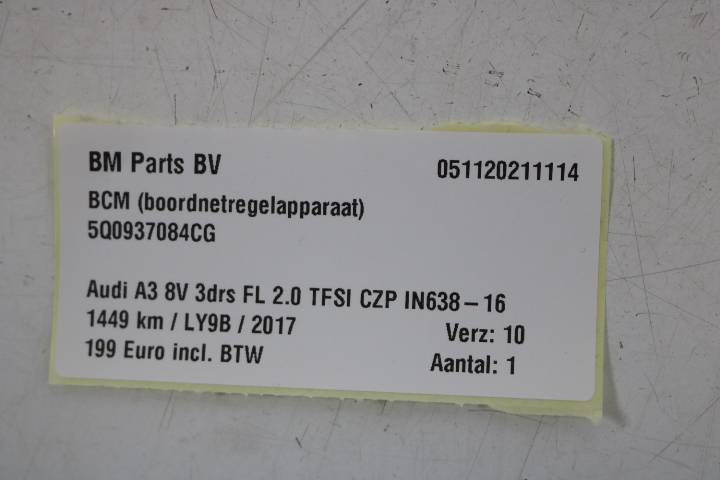 BM Parts BV 051120211114
BCM (boordnetregelapparaat)
5Q0937084CG
Audi A3 8V 3drs FL 2.0 TFSI CZP IN638-16
1449 km / LY9B / 2017 Verz: 10
199 Euro incl. BTW Aantal: 1